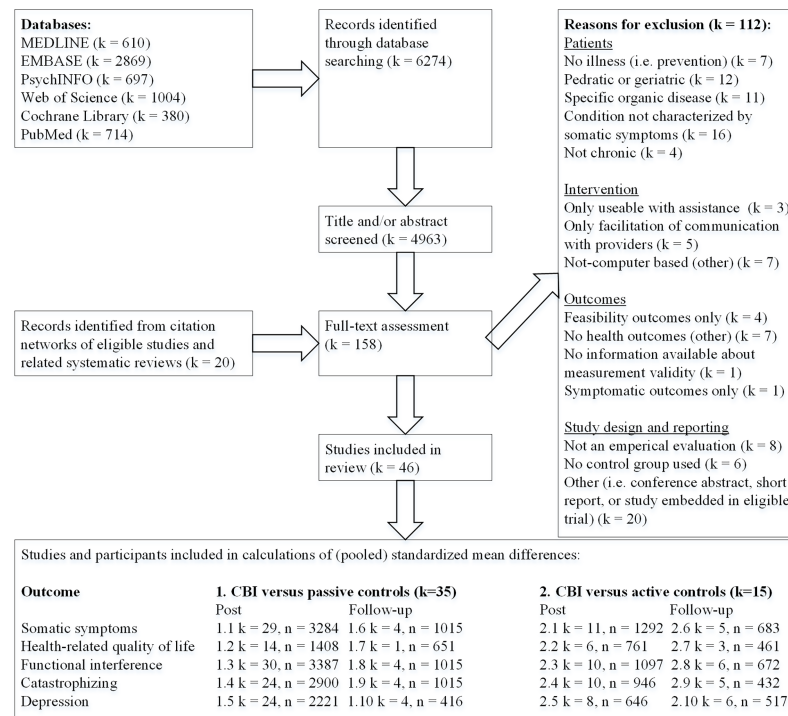 Databases:
MEDLINE (k = 610)
EMBASE (k = 2869)
PsychINFO (k = 697)
Web of Science (k = 1004)
Cochrane Library (k = 380)
PubMed (k = 714)
Records identified
through database
searching (k = 6274)
Title and/or abstract
screened (k = 4963)
Records identified from citation
networks of eligible studies and
related systematic reviews (k = 20)
Full-text assessment
(k = 158)
Studies included in
review (k = 46)
Reasons for exclusion (k = 112):
Patients
No illness (i.e. prevention) (k = 7)
Pedratic or geriatric (k = 12)
Specific organic disease (k = 11)
Condition not characterized by
somatic symptoms (k = 16)
Not chronic (k = 4)
Intervention
Only useable with assistance (k = 3)
Only facilitation of communication
with providers (k = 5)
Not-computer based (other) (k = 7)
Outcomes
Feasibility outcomes only (k = 4)
No health outcomes (other) (k = 7)
No information available about
measurement validity (k = 1)
Symptomatic outcomes only (k = 1)
Study design and reporting
Not an emperical evaluation (k = 8)
No control group used (k = 6)
Other (i.e. conference abstract, short
report, or study embedded in eligible
trial) (k = 20)
Studies and participants included in calculations of (pooled) standardized mean differences:
Outcome 1. CBI versus passive controls (k=35) 2. CBI versus active controls (k=15)
Post Follow-up Post Follow-up
Somatic symptoms 1.1 k = 29, n = 3284 1.6 k = 4, n = 1015 2.1 k = 11, n = 1292 2.6 k = 5, n = 683
Health-related quality of life 1.2 k = 14, n = 1408 1.7 k = 1, n = 651 2.2 k = 6, n = 761 2.7 k = 3, n = 461
Functional interference 1.3 k = 30, n = 3387 1.8 k = 4, n = 1015 2.3 k = 10, n = 1097 2.8 k = 6, n = 672
Catastrophizing 1.4 k = 24, n = 2900 1.9 k = 4, n = 1015 2.4 k = 10, n = 946 2.9 k = 5, n = 432
Depression 1.5 k = 24, n = 2221 1.10 k = 4, n = 416 2.5 k = 8, n = 646 2.10 k = 6, n = 517